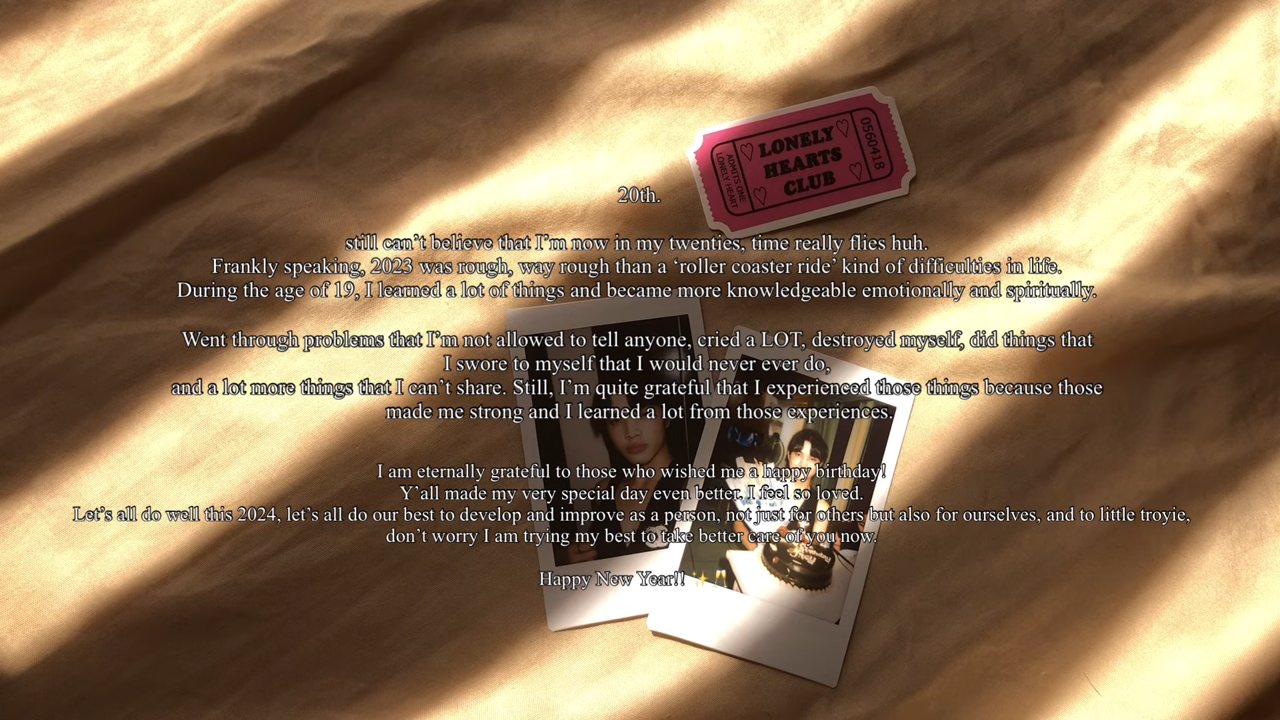 LONELY
HEARTS
CLUB
ADMITS ONE
LONELY HEART
0560418
20th.
still can’t believe that I’m now in my twenties, time really flies huh.
Frankly speaking, 2023 was rough, way rough than a ‘roller coaster ride’ kind of difficulties in life.
During the age of 19, I learned a lot of things and became more knowledgeable emotionally and spiritually.
Went through problems that I’m not allowed to tell anyone, cried a LOT, destroyed myself, did things that
I swore to myself that I would never ever do,
and a lot more things that I can’t share. Still, I’m quite grateful that I experienced those things because those
made me strong and I learned a lot from those experiences.
I am eternally grateful to those who wished me a happy birthday!
Y’all made my very special day even better, I feel so loved.
Let’s all do well this 2024, let’s all do our best to develop and improve as a person, not just for others but also for ourselves, and to little troyie,
don’t worry I am trying my best to take better care of you now.
Happy New Year!! ✨🥂